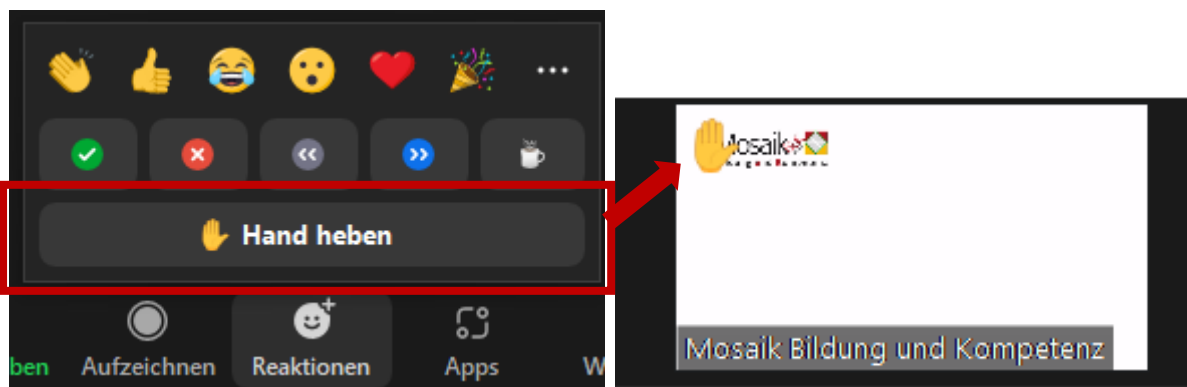 Hand heben
ben Aufzeichnen Reaktionen Apps W
Mosaik
Mosaik Bildung und Kompetenz